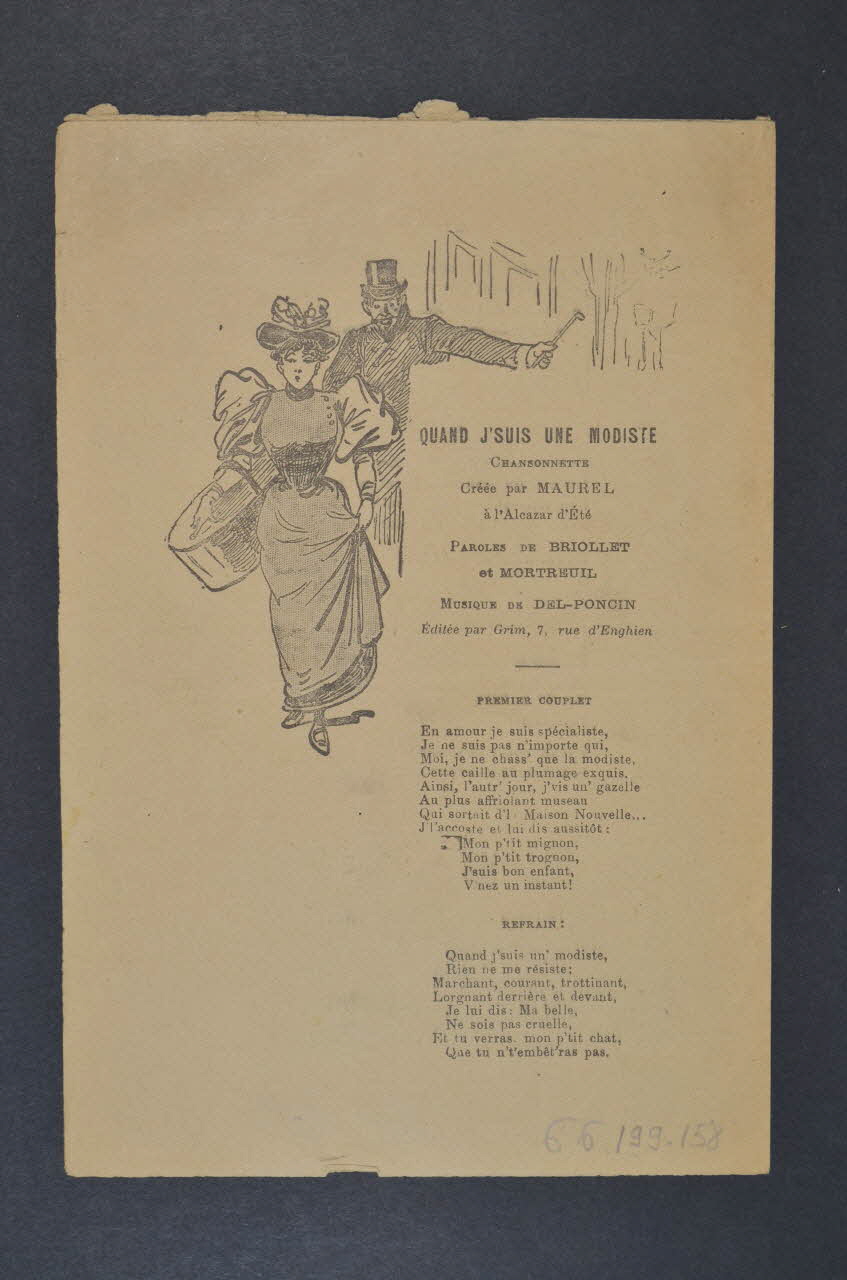 QUAND J'SUIS UNE MODISTE
CHANSONNETTE
Créée par MAUREL
à l'Alcazar d'Été
PAROLES DE BRIOLLET
et MORTREUIL
MUSIQUE DE DEL-PONCIN
Éditée par Grim, 7, rue d'Enghien
PREMIER COUPLET
En amour je suis spécialiste,
Je ne suis pas n'importe qui,
Moi, je ne chass' que la modiste,
Cette caille au plumage exquis.
Ainsi, l'autr' jour, j'vis un' gazelle
Au plus affriolant museau
Qui sortait d'l Maison Nouvelle...
J'l'accoste et lui dis aussitôt:
Mon p'tit mignon,
Mon p'tit trognon,
J'suis bon enfant,
V'nez un instant!
REFRAIN:
Quand j'suis un' modiste,
Rien ne me résiste;
Marchant, courant, trottinant,
Lorgnant derrière et devant,
Je lui dis: Ma belle,
Ne sois pas cruelle,
Et tu verras, mon p'tit chat,
Que tu n't'embêt'ras pas.
66.199.158